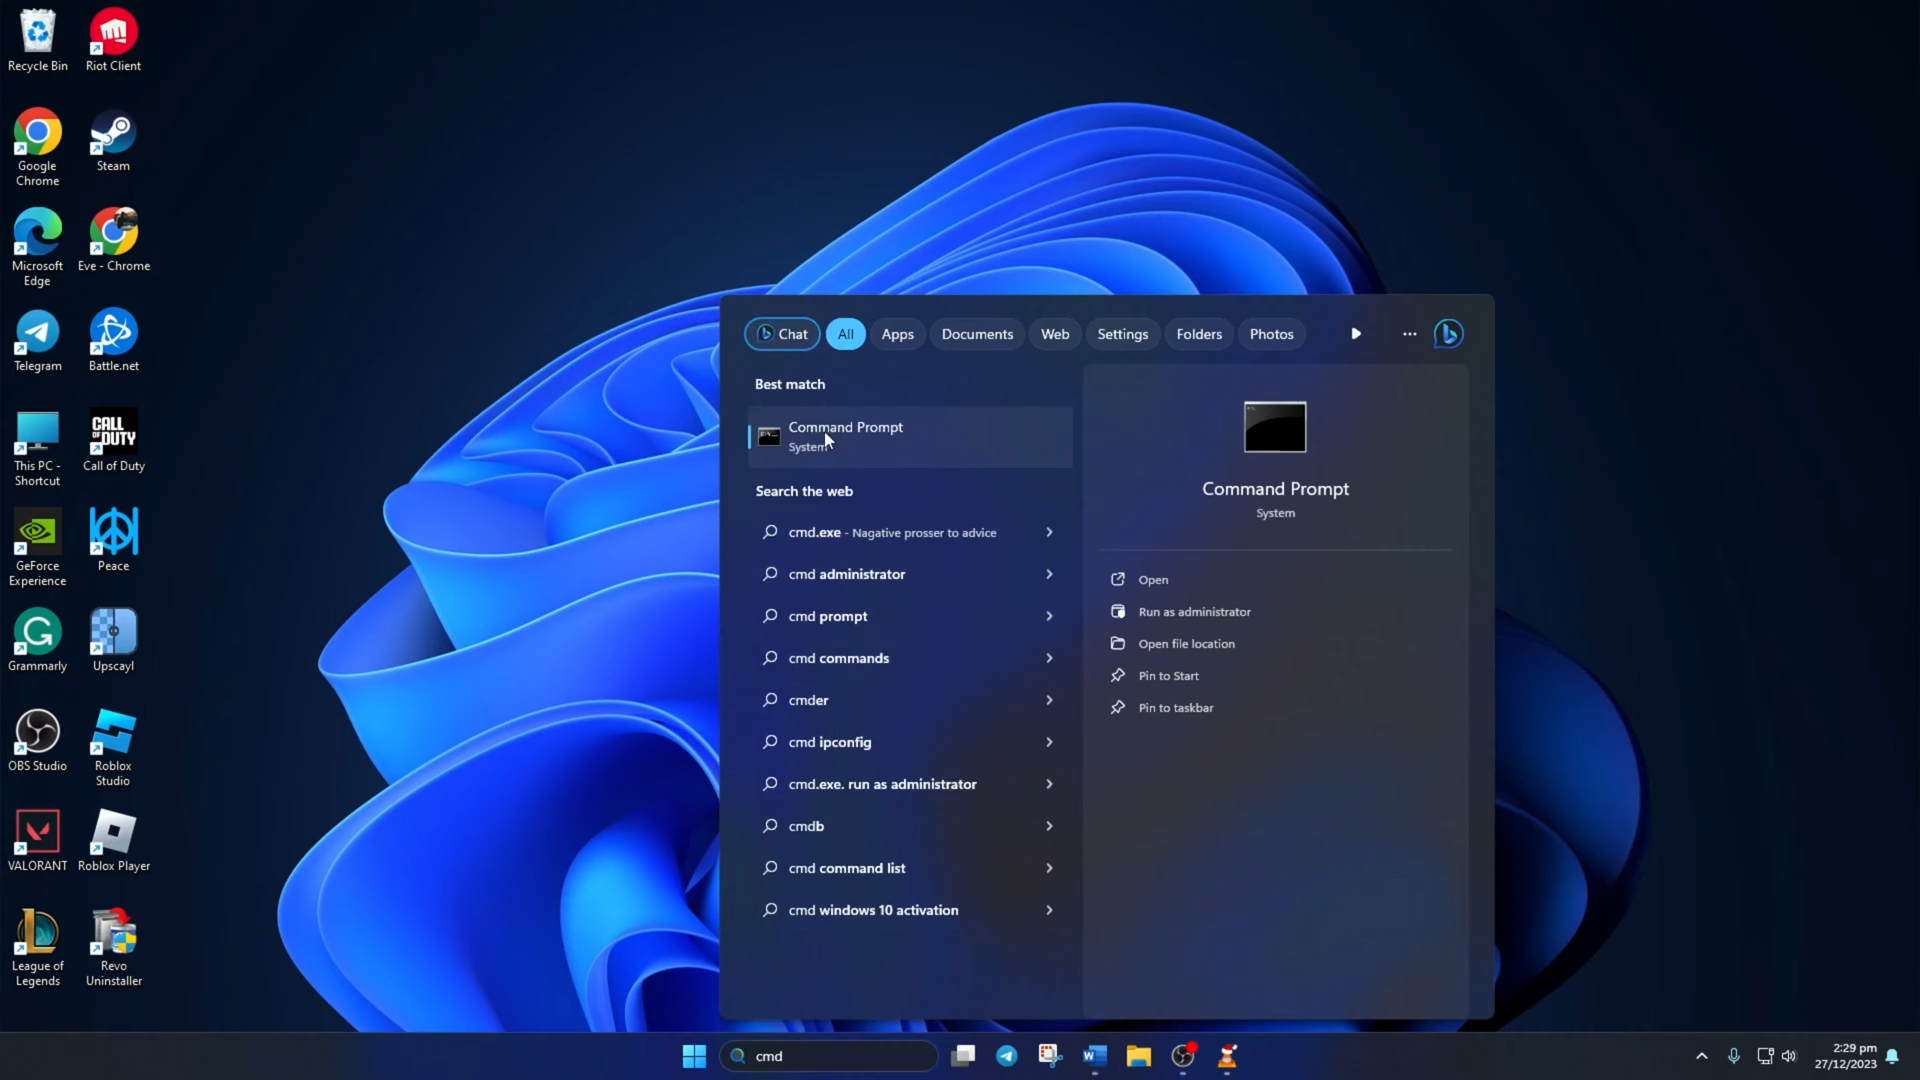 Recycle Bin
Riot Client
Google
Chrome
Steam
Microsoft
Edge
Eve - Chrome
Telegram
Battle.net
CALL OF DUTY
This PC -
Shortcut
Call of Duty
GeForce
Experience
Peace
Grammarly
Upscayl
OBS Studio
Roblox
Studio
VALORANT
Roblox Player
League of
Legends
Revo
Uninstaller
Chat
All
Apps
Documents
Web
Settings
Folders
Photos
Best match
Command Prompt
System
Search the web
cmd.exe - Nagative prosser to advice
cmd administrator
cmd prompt
cmd commands
cmder
cmd ipconfig
cmd.exe. run as administrator
cmdb
cmd command list
cmd windows 10 activation
Command Prompt
System
Open
Run as administrator
Open file location
Pin to Start
Pin to taskbar
cmd
2:29 pm
27/12/2023